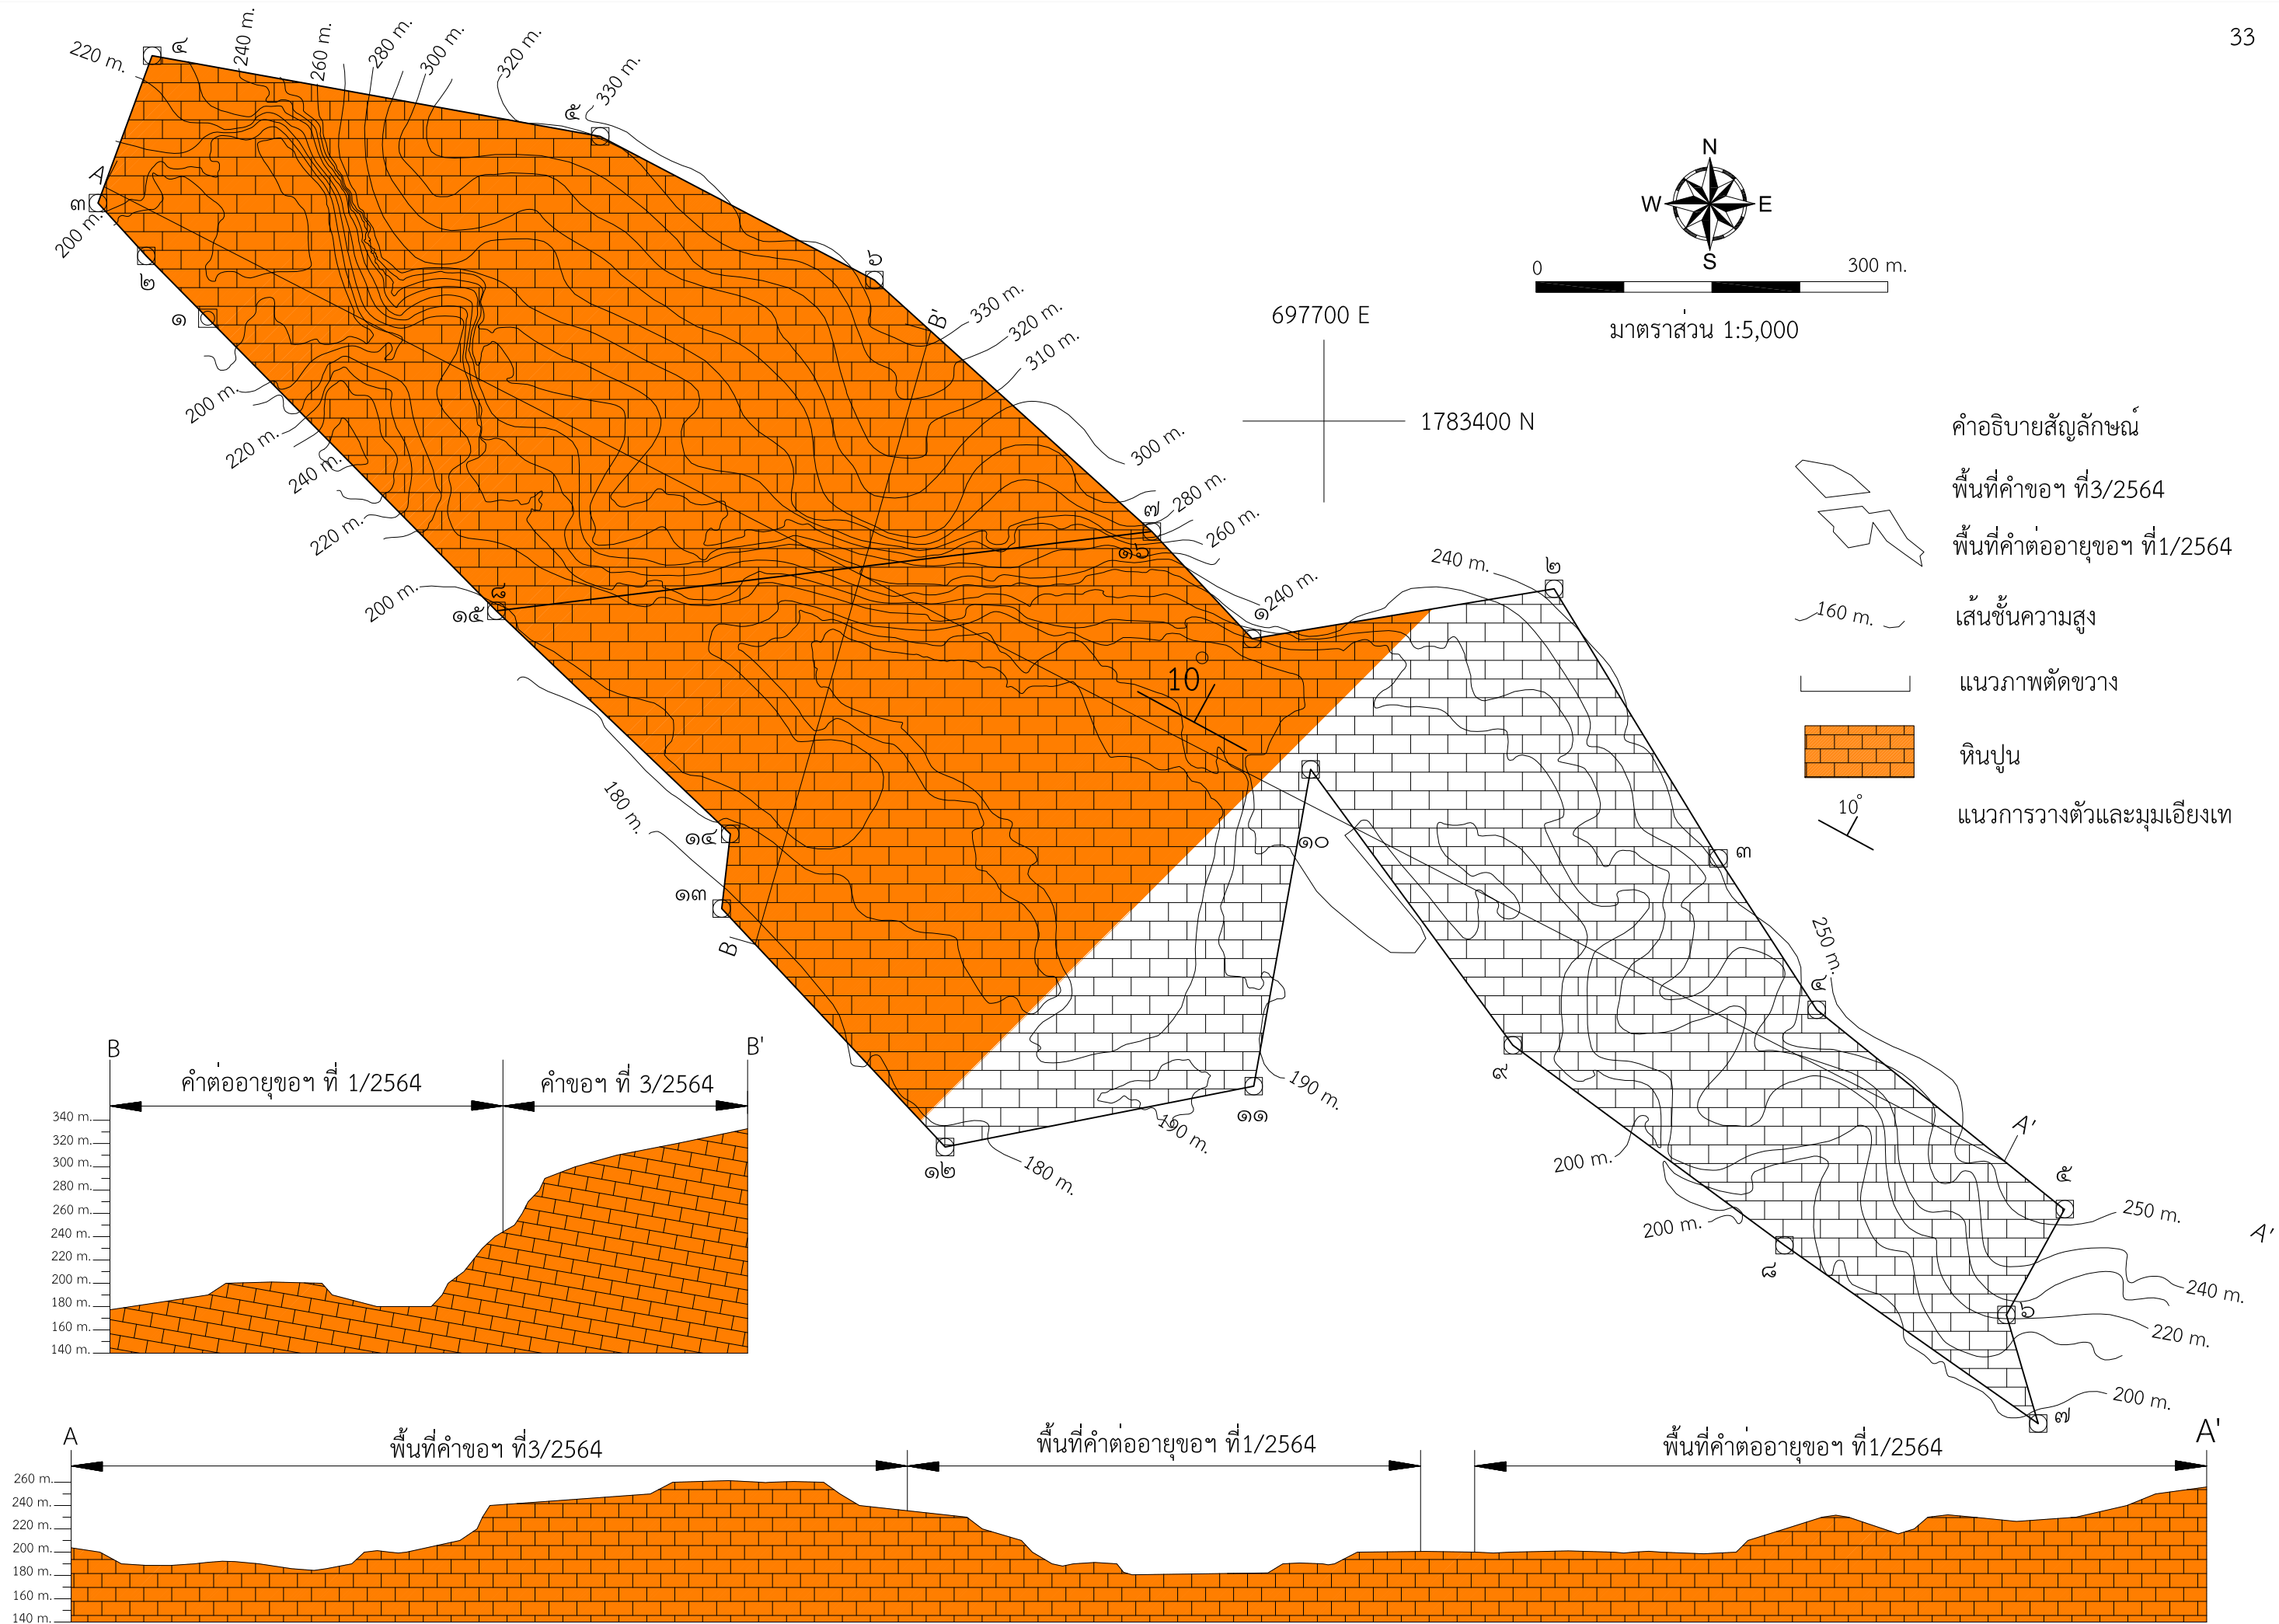 33
220 m.
๔
240 m.
260 m.
280 m.
300 m.
320 m.
330 m.
๕
A
๓
200 m.
๒
๑
๖
B'
330 m.
320 m.
310 m.
300 m.
N
W
E
S
0
300 m.
มาตราส่วน 1:5,000
697700 E
1783400 N
คำอธิบายสัญลักษณ์
พื้นที่คำขอฯ ที่3/2564
พื้นที่คำต่ออายุขอฯ ที่1/2564
160 m.
เส้นชั้นความสูง
แนวภาพตัดขวาง
หินปูน
10°
แนวการวางตัวและมุมเอียงเท
200 m.
220 m.
240 m.
220 m.
200 m.
๗
๑๖
280 m.
260 m.
240 m.
๑
240 m.
๒
๘
๑๕
10°
180 m.
๑๔
๑๓
B
๑๐
๓
250 m.
๔
๙
190 m.
๑๑
190 m.
๑๒
180 m.
200 m.
200 m.
๘
A'
๕
250 m.
A'
240 m.
๖
220 m.
200 m.
๗
B
B'
คำต่ออายุขอฯ ที่ 1/2564
คำขอฯ ที่ 3/2564
340 m.
320 m.
300 m.
280 m.
260 m.
240 m.
220 m.
200 m.
180 m.
160 m.
140 m.
A
A'
พื้นที่คำขอฯ ที่3/2564
พื้นที่คำต่ออายุขอฯ ที่1/2564
พื้นที่คำต่ออายุขอฯ ที่1/2564
260 m.
240 m.
220 m.
200 m.
180 m.
160 m.
140 m.